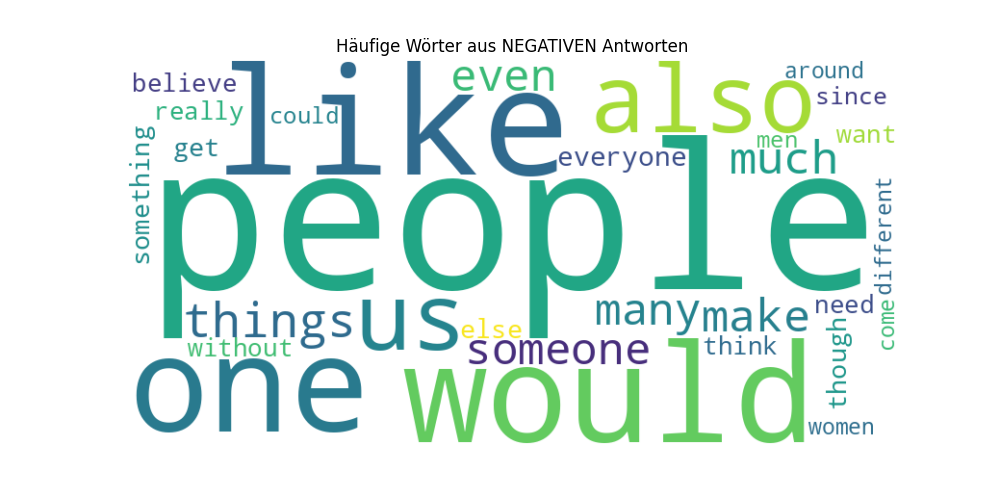 Häufige Wörter aus NEGATIVEN Antworten
believe
like
even
also
around
since
really
could
get
everyone
men
want
much
something
people
different
things
us
else
many
make
need
come
without
someone
think
though
one
would
women